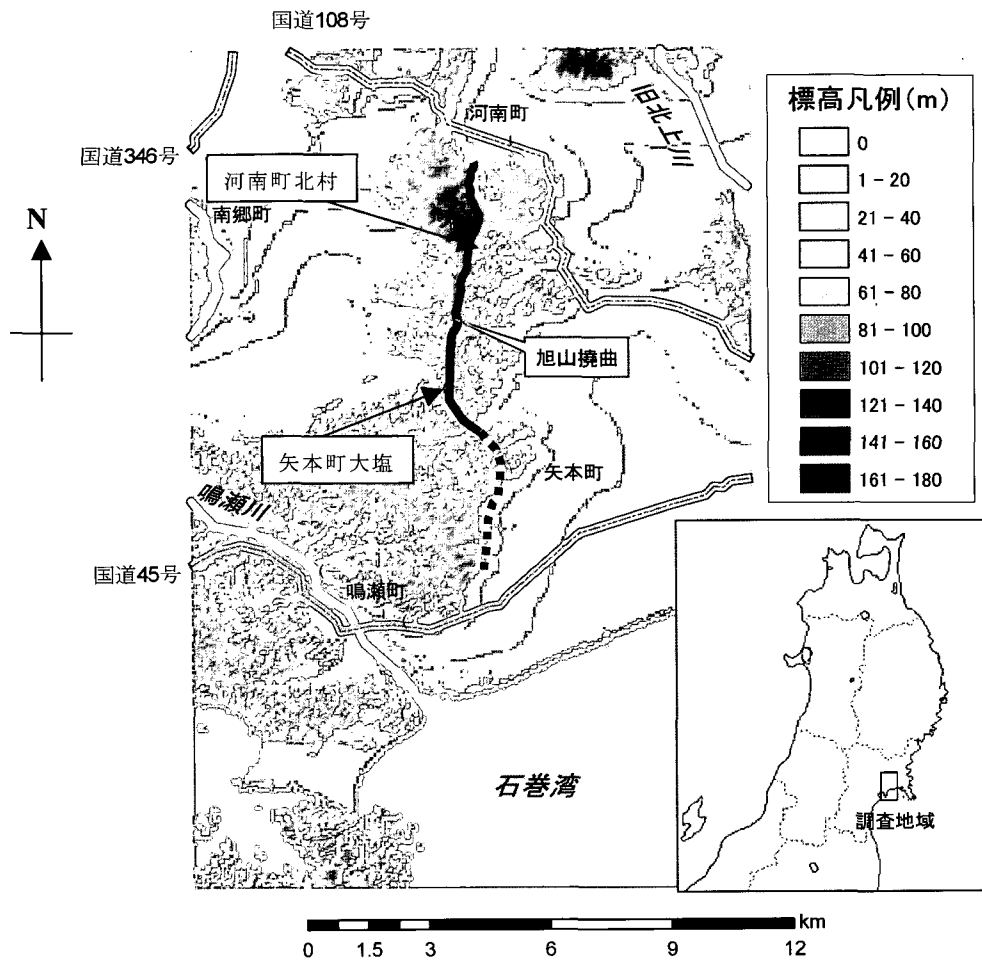 国道108号
標高凡例(m)
0
1-20
21-40
41-60
61-80
81-100
101-120
121-140
141-160
161-180
旧北上川
河南町
国道346号
河南町北村
南郷町
N
旭山撓曲
矢本町大塩
矢本町
鳴瀬川
国道45号
鳴瀬町
石巻湾
調査地域
km
0 1.5 3 6 9 12